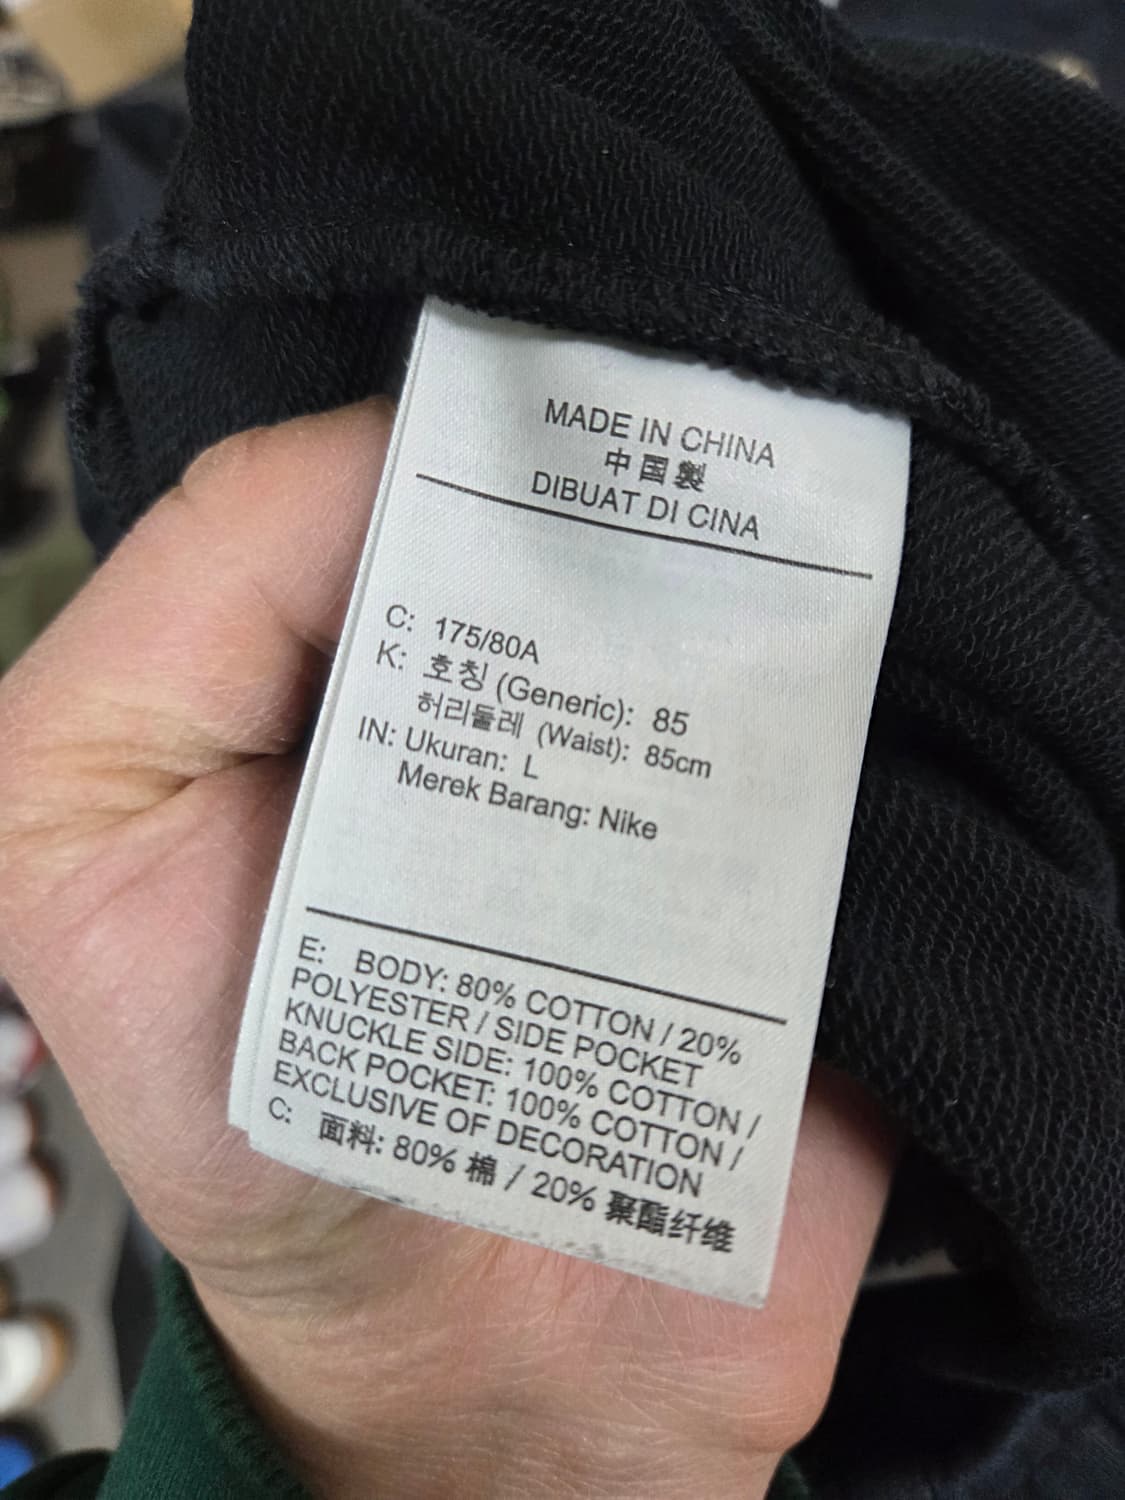 MADE IN CHINA
中国製
DIBUAT DI CINA
C: 175/80A
K: 호칭 (Generic): 85
허리둘레 (Waist): 85cm
IN: Ukuran: L
Merek Barang: Nike
E: BODY: 80% COTTON / 20%
POLYESTER / SIDE POCKET
KNUCKLE SIDE: 100% COTTON /
BACK POCKET: 100% COTTON /
EXCLUSIVE OF DECORATION
C: 面料: 80% 棉 / 20% 聚酯纤维